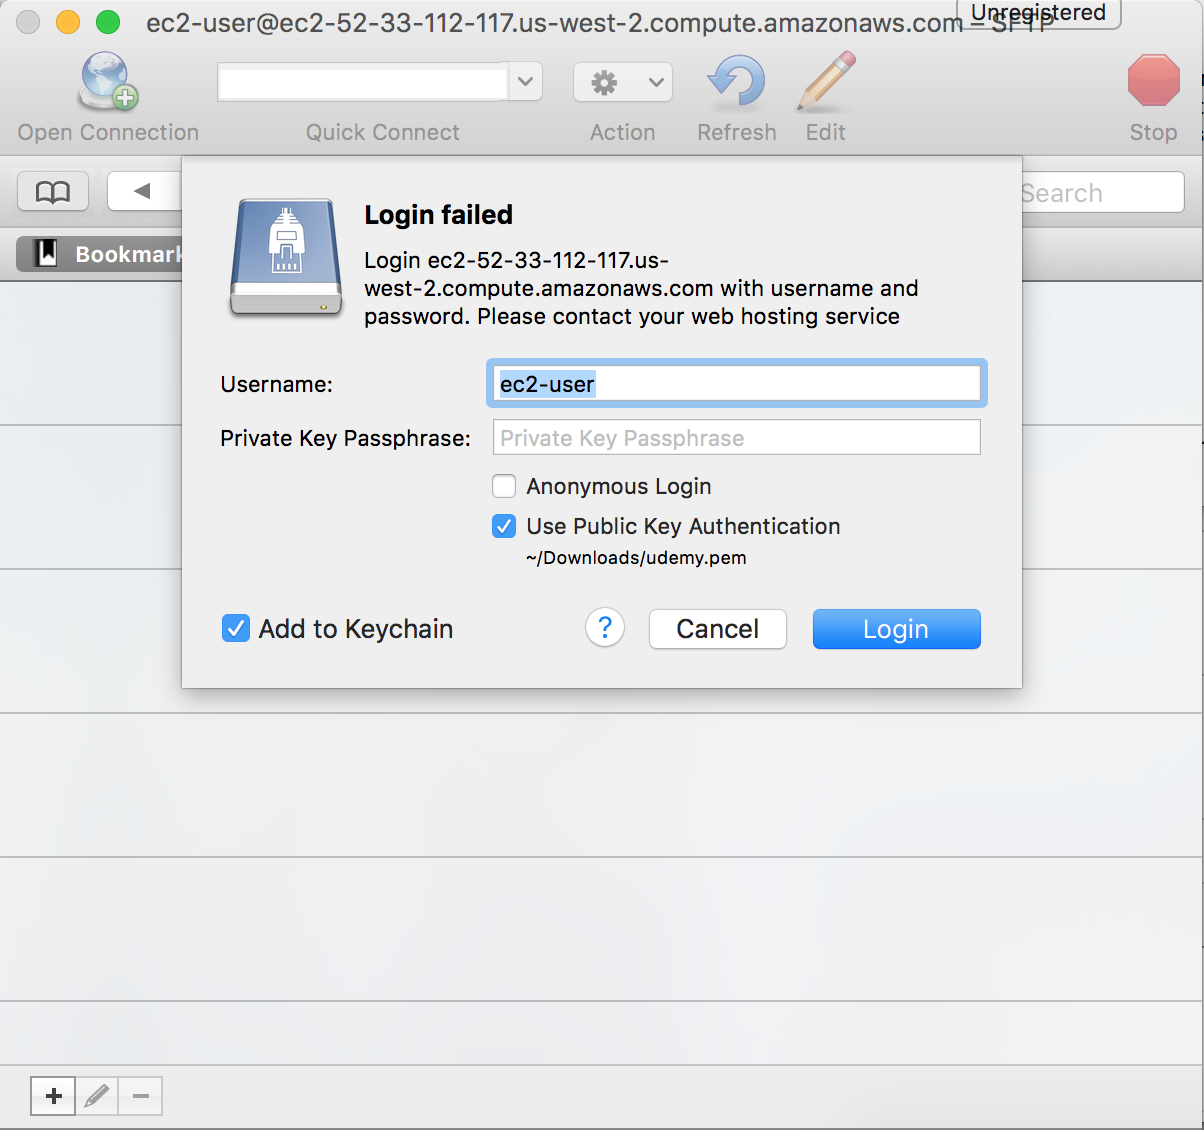 ec2-user@ec2-52-33-112-117.us-west-2.compute.amazonaws.com – SFTP
Unregistered
Open Connection
Quick Connect
Action
Refresh
Edit
Stop
Search
Bookmark
Login failed
Login ec2-52-33-112-117.us-
west-2.compute.amazonaws.com with username and
password. Please contact your web hosting service
Username:
ec2-user
Private Key Passphrase:
Private Key Passphrase
Anonymous Login
Use Public Key Authentication
~/Downloads/udemy.pem
Add to Keychain
?
Cancel
Login